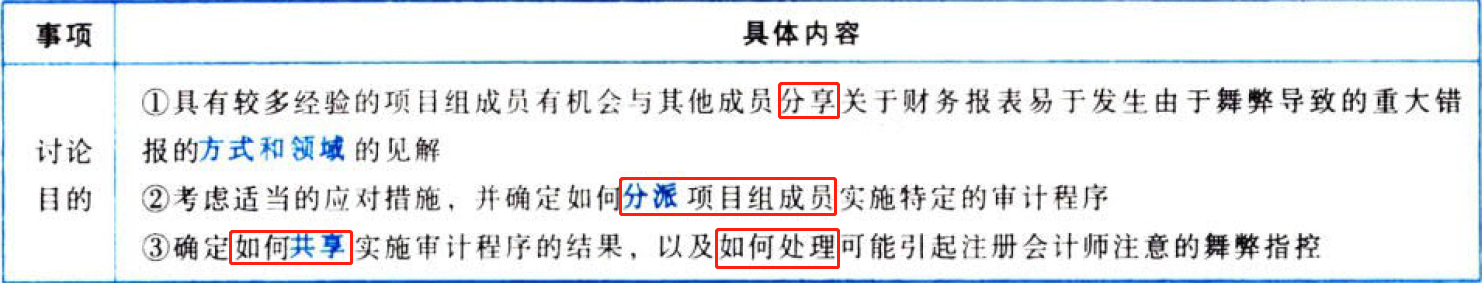 事项 具体内容
①具有较多经验的项目组成员有机会与其他成员分享关于财务报表易于发生由于舞弊导致的重大错
讨论 报的方式和领域的见解
目的 ②考虑适当的应对措施，并确定如何分派项目组成员实施特定的审计程序
③确定如何共享实施审计程序的结果，以及如何处理可能引起注册会计师注意的舞弊指控